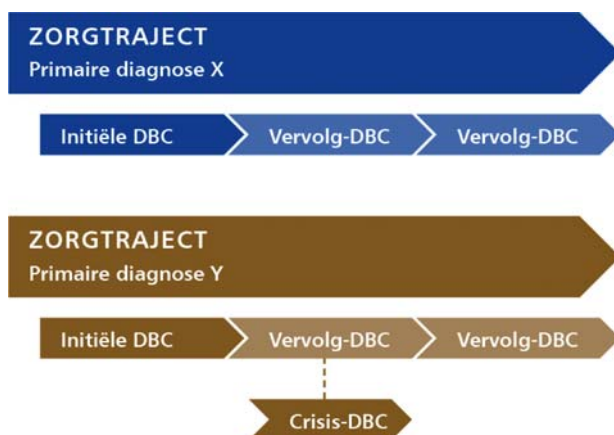 ZORGTRAJECT
Primaire diagnose X
Initiële DBC
Vervolg-DBC
Vervolg-DBC
ZORGTRAJECT
Primaire diagnose Y
Initiële DBC
Vervolg-DBC
Vervolg-DBC
Crisis-DBC